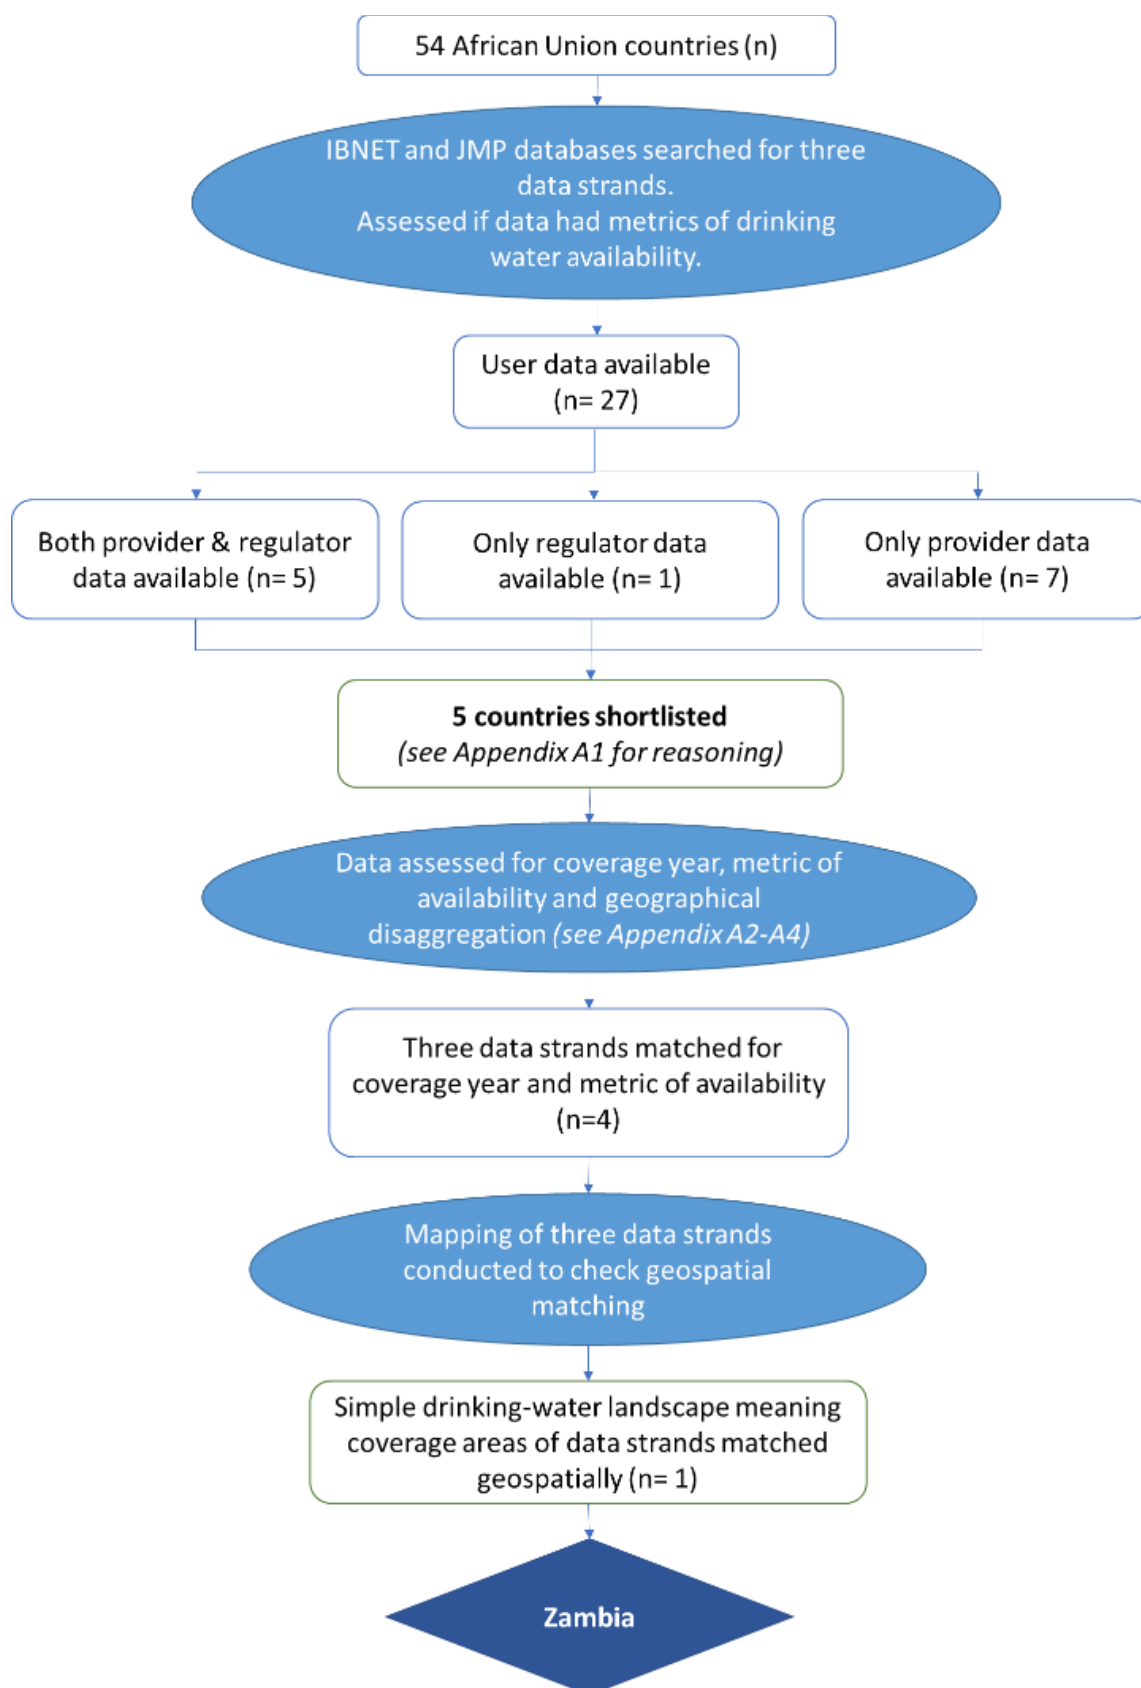 54 African Union countries (n)
IBNET and JMP databases searched for three
data strands.
Assessed if data had metrics of drinking
water availability.
User data available
(n= 27)
Both provider & regulator
data available (n= 5)
Only regulator data
available (n= 1)
Only provider data
available (n= 7)
5 countries shortlisted
(see Appendix A1 for reasoning)
Data assessed for coverage year, metric of
availability and geographical
disaggregation (see Appendix A2-A4)
Three data strands matched for
coverage year and metric of availability
(n=4)
Mapping of three data strands
conducted to check geospatial
matching
Simple drinking-water landscape meaning
coverage areas of data strands matched
geospatially (n= 1)
Zambia